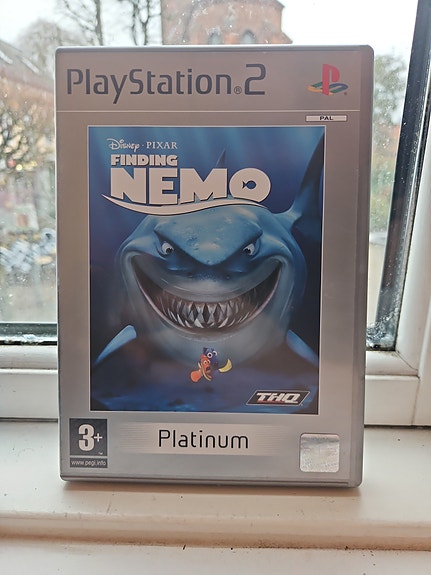 PlayStation®2
PAL
Disney • PIXAR
FINDING
NEMO
THQ
3+
www.pegi.info
Platinum